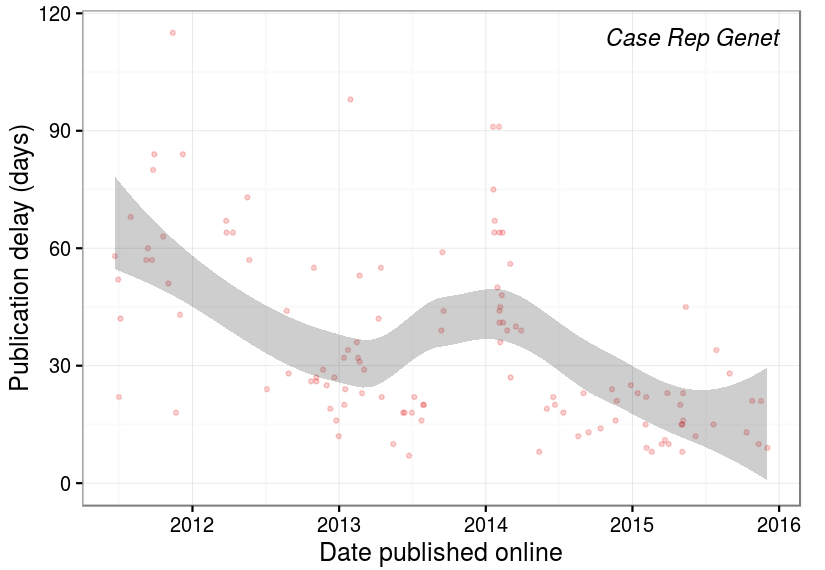 Case Rep Genet
Publication delay (days)
120
90
60
30
0
2012 2013 2014 2015 2016
Date published online